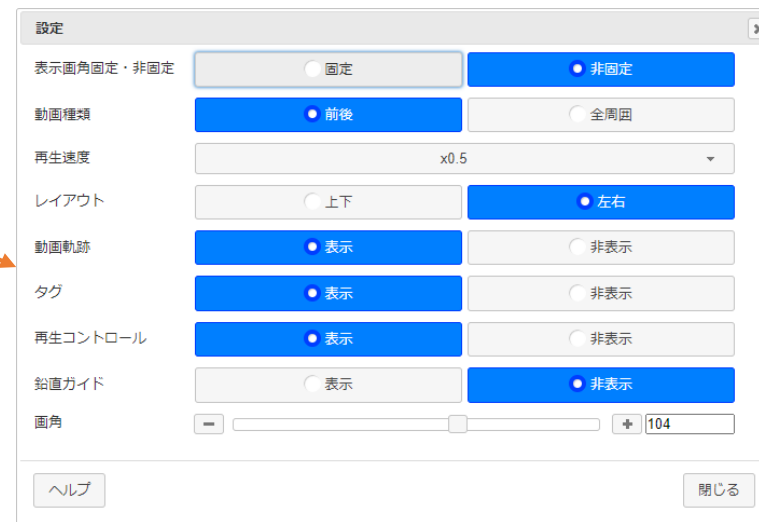 設定
表示画角固定・非固定 固定 非固定
動画種類 前後 全周囲
再生速度 x0.5
レイアウト 上下 左右
動画軌跡 表示 非表示
タグ 表示 非表示
再生コントロール 表示 非表示
鉛直ガイド 表示 非表示
画角 104
ヘルプ 閉じる